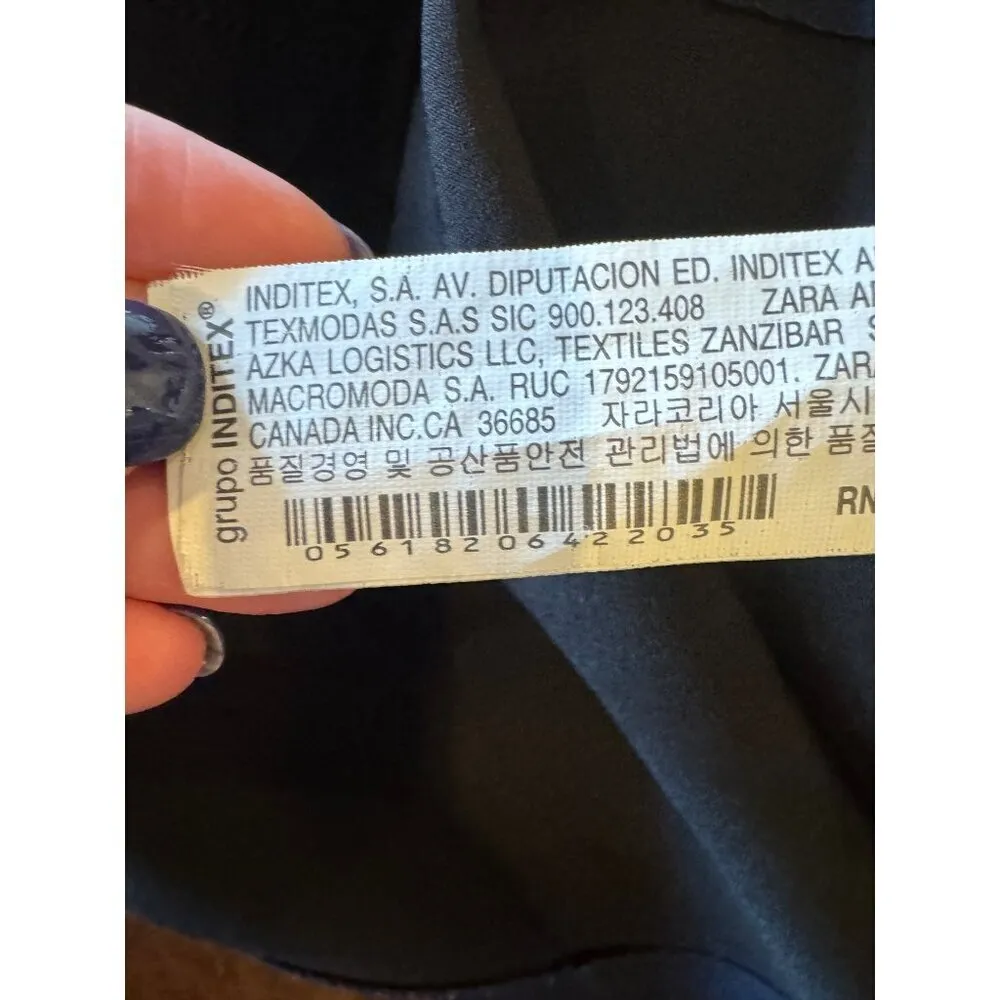 grupo INDITEX®
INDITEX, S.A. AV. DIPUTACION ED. INDITEX
TEXMODAS S.A.S SIC 900.123.408 ZARA
AZKA LOGISTICS LLC, TEXTILES ZANZIBAR
MACROMODA S.A. RUC 1792159105001. ZARA
CANADA INC.CA 36685 자라코리아 서울시
품질경영 및 공산품안전 관리법에 의한 품질
RN
05618206422035